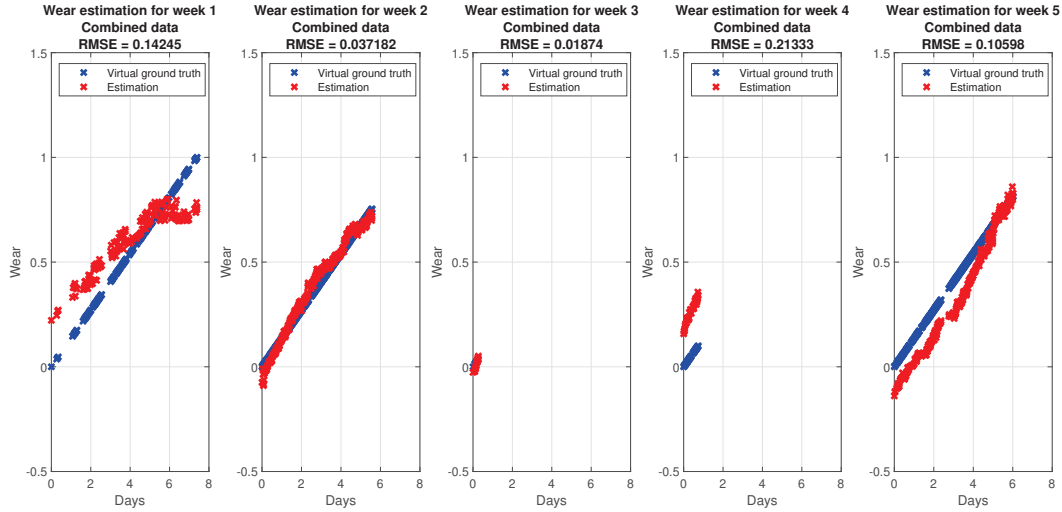 Wear estimation for week 1
Combined data
RMSE = 0.14245
1.5
1
0.5
0
-0.5
Wear
Virtual ground truth
Estimation
0 2 4 6 8
Days
Wear estimation for week 2
Combined data
RMSE = 0.037182
1.5
1
0.5
0
-0.5
Wear
Virtual ground truth
Estimation
0 2 4 6 8
Days
Wear estimation for week 3
Combined data
RMSE = 0.01874
1.5
1
0.5
0
-0.5
Wear
Virtual ground truth
Estimation
0 2 4 6 8
Days
Wear estimation for week 4
Combined data
RMSE = 0.21333
1.5
1
0.5
0
-0.5
Wear
Virtual ground truth
Estimation
0 2 4 6 8
Days
Wear estimation for week 5
Combined data
RMSE = 0.10598
1.5
1
0.5
0
-0.5
Wear
Virtual ground truth
Estimation
0 2 4 6 8
Days